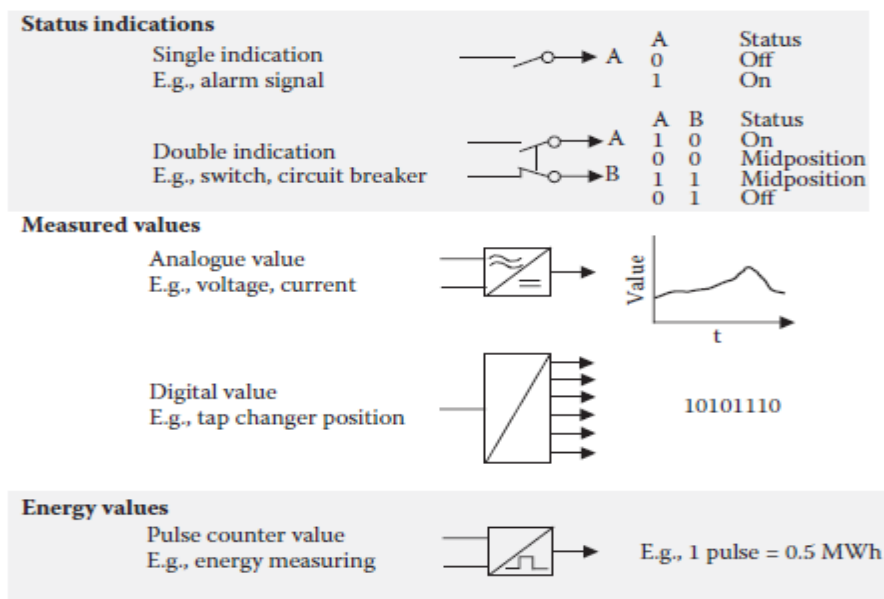 Status indications
Single indication
E.g., alarm signal
A
A Status
0 Off
1 On
Double indication
E.g., switch, circuit breaker
A
B
A B Status
1 0 On
0 0 Midposition
1 1 Midposition
0 1 Off
Measured values
Analogue value
E.g., voltage, current
Value
t
Digital value
E.g., tap changer position
10101110
Energy values
Pulse counter value
E.g., energy measuring
E.g., 1 pulse = 0.5 MWh